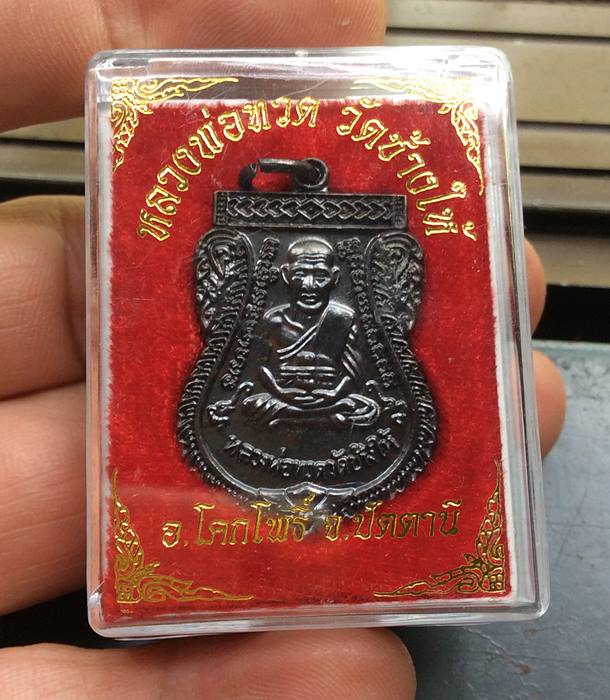 หลวงพ่อทวด วัดช้างให้
หลวงพ่อทวดวัดช้างให้
อ.โคกโพธิ์ จ.ปัตตานี